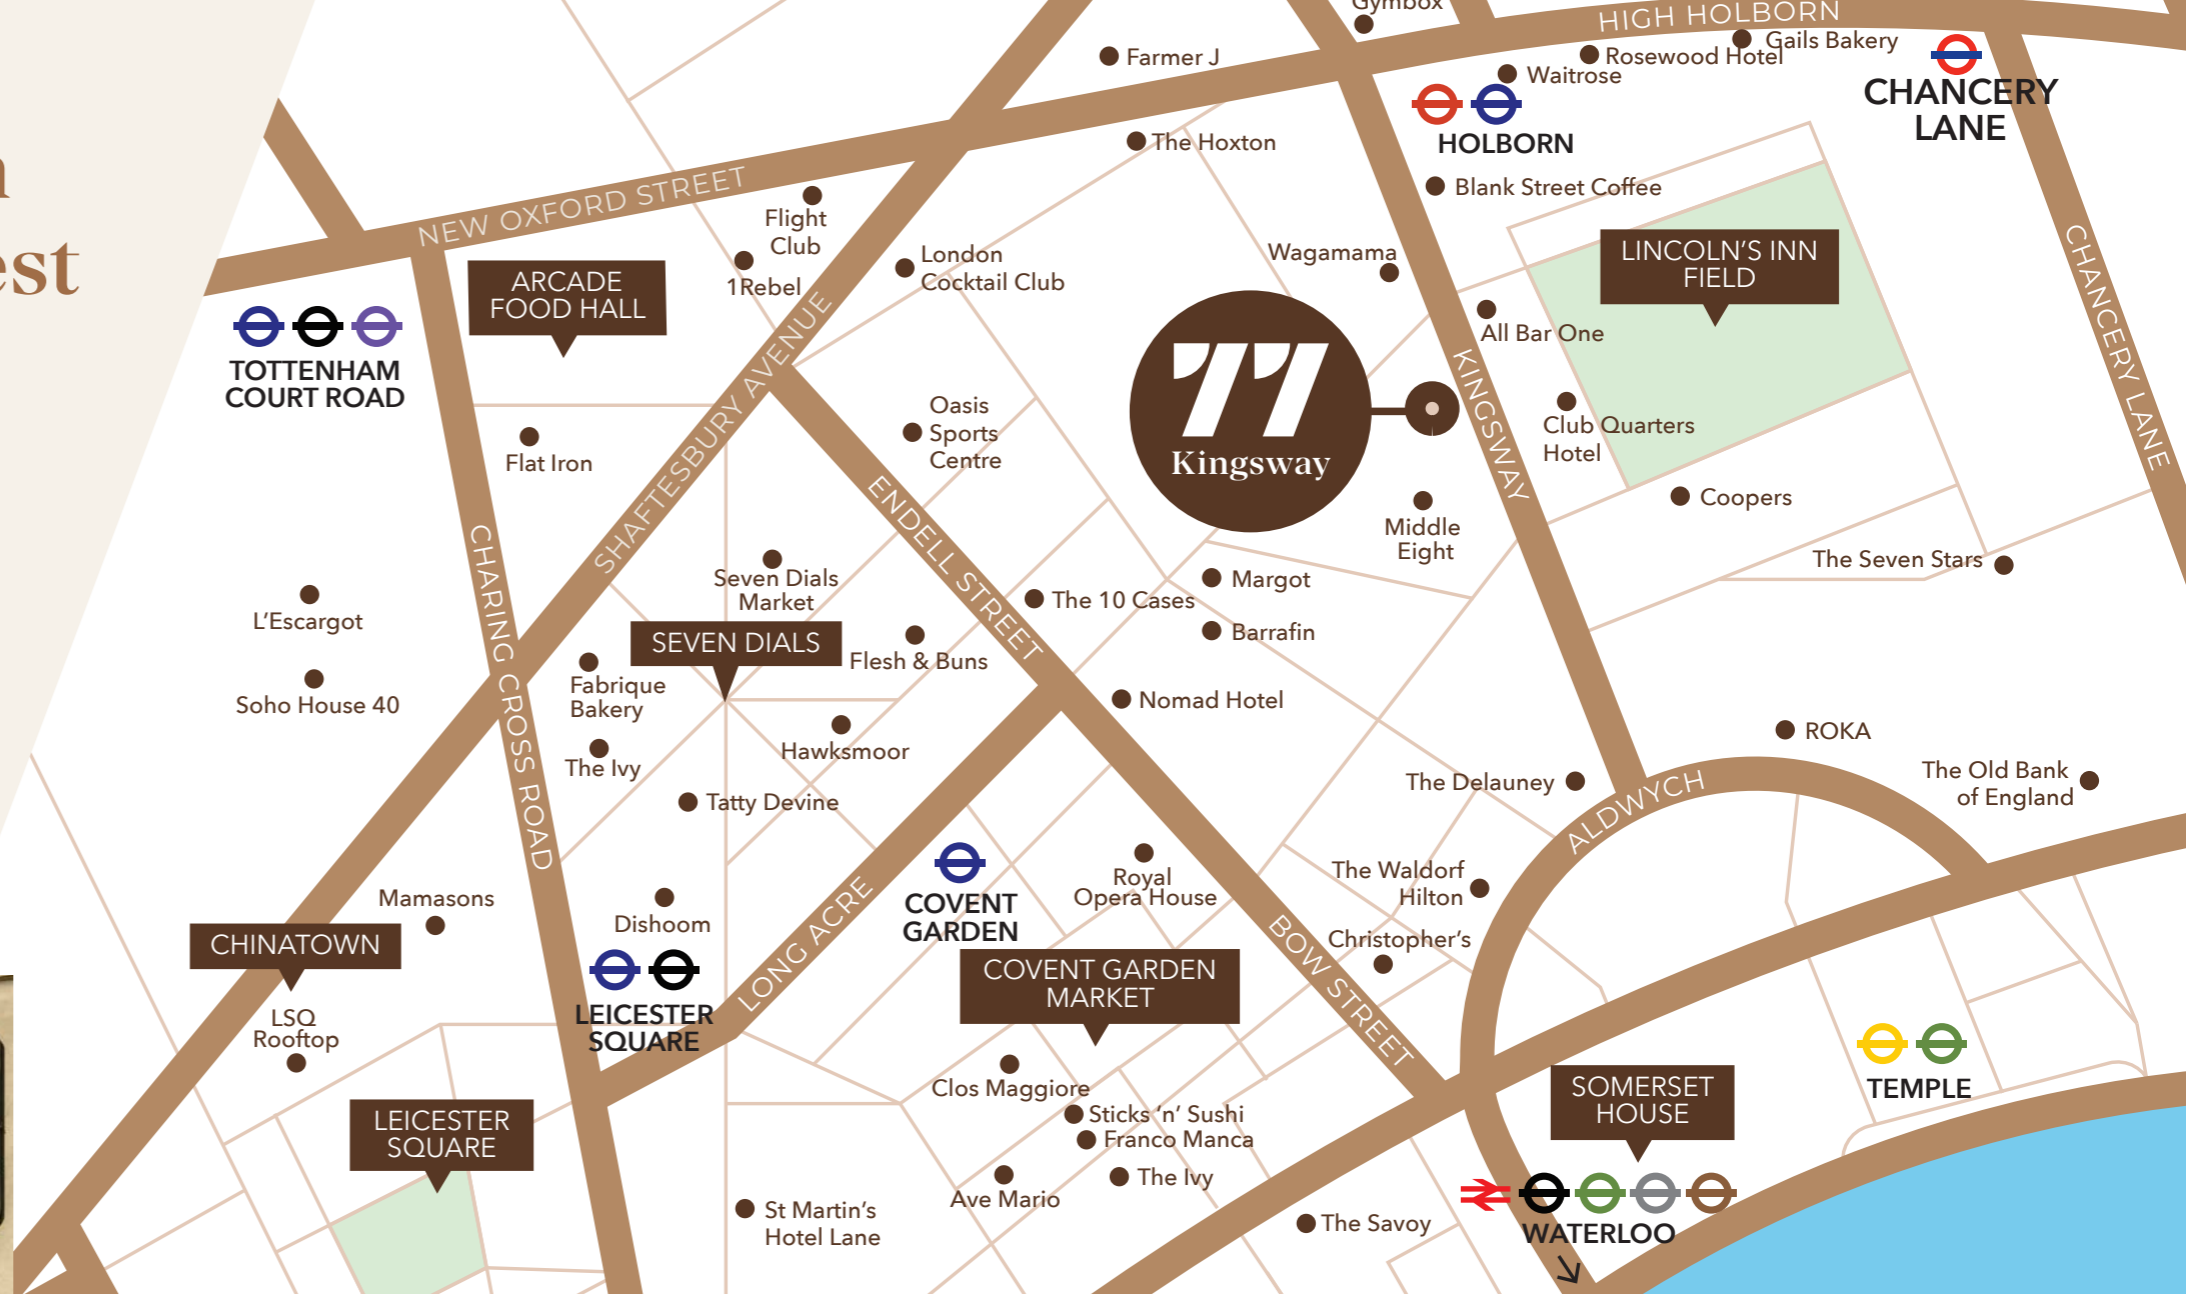 est
Gymbox
HIGH HOLBORN
Farmer J
Rosewood Hotel
Gails Bakery
Waitrose
CHANCERY
LANE
HOLBORN
The Hoxton
Blank Street Coffee
NEW OXFORD STREET
Flight
Club
1Rebel
London
Cocktail Club
Wagamama
LINCOLN'S INN
FIELD
ARCADE
FOOD HALL
CHANCERY LANE
All Bar One
TOTTENHAM
COURT ROAD
SHAFTESBURY AVENUE
77
Kingsway
KINGSWAY
Oasis
Sports
Centre
Club Quarters
Hotel
Flat Iron
Coopers
ENDELL STREET
Middle
Eight
CHARING CROSS ROAD
Seven Dials
Market
The Seven Stars
Margot
The 10 Cases
L'Escargot
Barrafin
SEVEN DIALS
Flesh & Buns
Fabrique
Bakery
Soho House 40
Nomad Hotel
Hawksmoor
ROKA
The Ivy
The Delauney
The Old Bank
of England
Tatty Devine
ALDWYCH
Royal
Opera House
The Waldorf
Hilton
Mamasons
Dishoom
LONG ACRE
COVENT
GARDEN
BOW STREET
Christopher's
CHINATOWN
COVENT GARDEN
MARKET
LEICESTER
SQUARE
LSQ
Rooftop
Clos Maggiore
SOMERSET
HOUSE
TEMPLE
Sticks 'n' Sushi
Franco Manca
LEICESTER
SQUARE
The Ivy
Ave Mario
St Martin's
Hotel Lane
The Savoy
WATERLOO